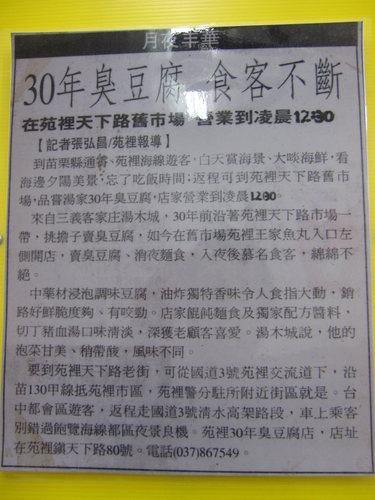 月夜丰華
30年臭豆腐 食客不斷
在苑裡天下路舊市場 營業到凌晨12:30
【記者張弘昌/苑裡報導】
到苗栗縣通霄、苑裡海線遊客，白天賞海景、大啖海鮮，看
海邊夕陽美景，忘了吃飯時間；返程可到苑裡天下路舊市
場，品嘗湯家30年臭豆腐，店家營業到凌晨12:30。
來自三義客家庄湯木城，30年前沿著苑裡天下路市場一
帶，挑擔子賣臭豆腐，如今在舊市場苑裡王家魚丸入口左
側開店，賣臭豆腐、消夜麵食，入夜後慕名食客，綿綿不
絕。
中藥材浸泡調味豆腐，油炸獨特香味令人食指大動，銷
路好鮮脆度夠、有咬勁。店家餛飩麵食及獨家配方醬料，
切丁豬血湯口味清淡，深獲老顧客喜愛。湯木城說，他的
泡菜甘美、稍帶酸，風味不同。
要到苑裡天下路老街，可從國道3號苑裡交流道下，沿
苗130甲線抵苑裡市區，苑裡警分駐所附近街區就是。台
中都會區遊客，返程走國道3號清水高架路段，車上乘客
別錯過飽覽海線都區夜景良機。苑裡30年臭豆腐店，店址
在苑裡鎮天下路80號。電話(037)867549。